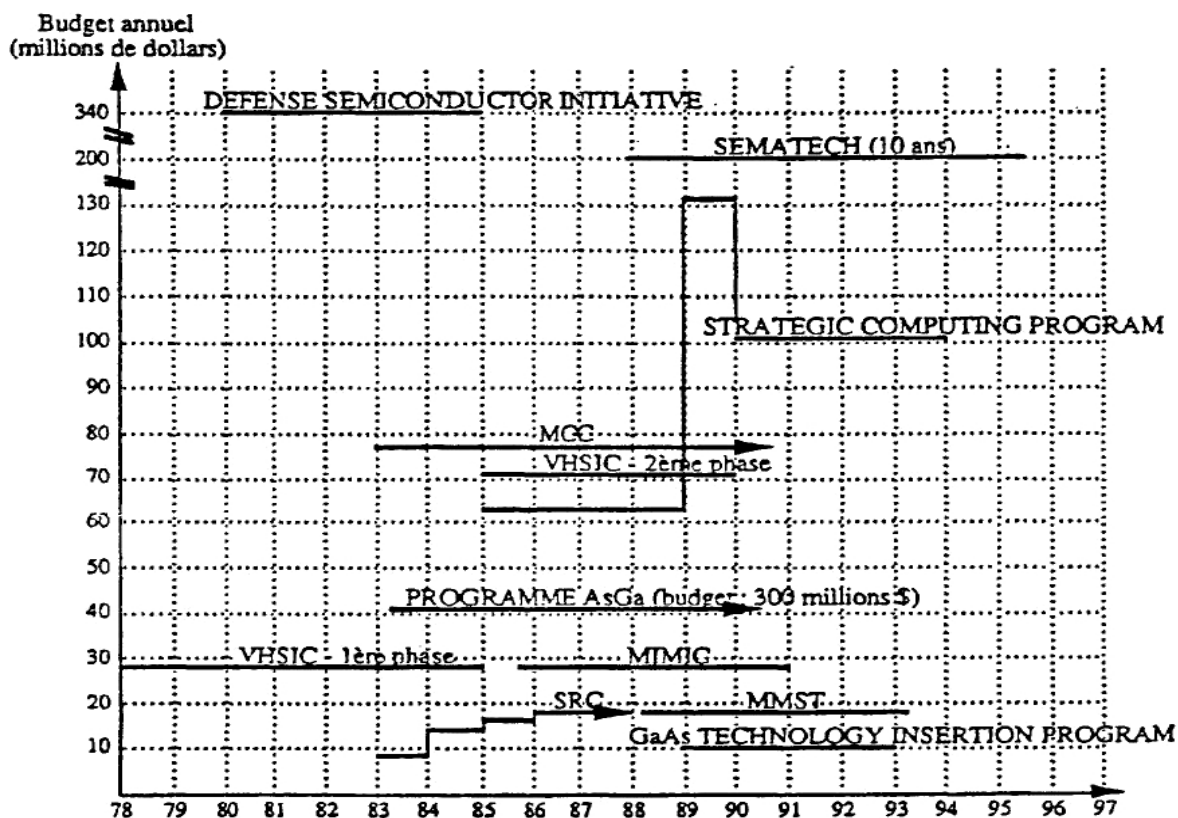 Budget annuel
(millions de dollars)
DEFENSE SEMICONDUCTOR INITIATIVE
340
SEMATECH (10 ans)
200
130
120
110
STRATEGIC COMPUTING PROGRAM
100
90
80
MCC
VHSIC - 2ème phase
70
60
50
PROGRAMME AsGa (budget : 300 millions $)
40
VHSIC - 1ère phase
MIMIC
30
SRC
MMST
20
GaAs TECHNOLOGY INSERTION PROGRAM
10
78 79 80 81 82 83 84 85 86 87 88 89 90 91 92 93 94 95 96 97